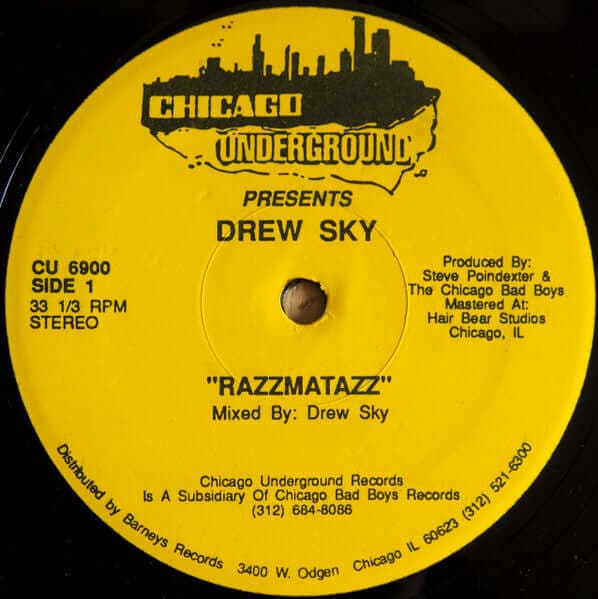 CHICAGO
UNDERGROUND
PRESENTS
DREW SKY
CU 6900
SIDE 1
33 1/3 RPM
STEREO
Produced By:
Steve Poindexter &
The Chicago Bad Boys
Mastered At:
Hair Bear Studios
Chicago, IL
"RAZZMATAZZ"
Mixed By: Drew Sky
Chicago Underground Records
Is A Subsidiary Of Chicago Bad Boys Records
(312) 684-8086
Distributed by Barneys Records 3400 W. Odgen Chicago IL 60623 (312) 521-6300